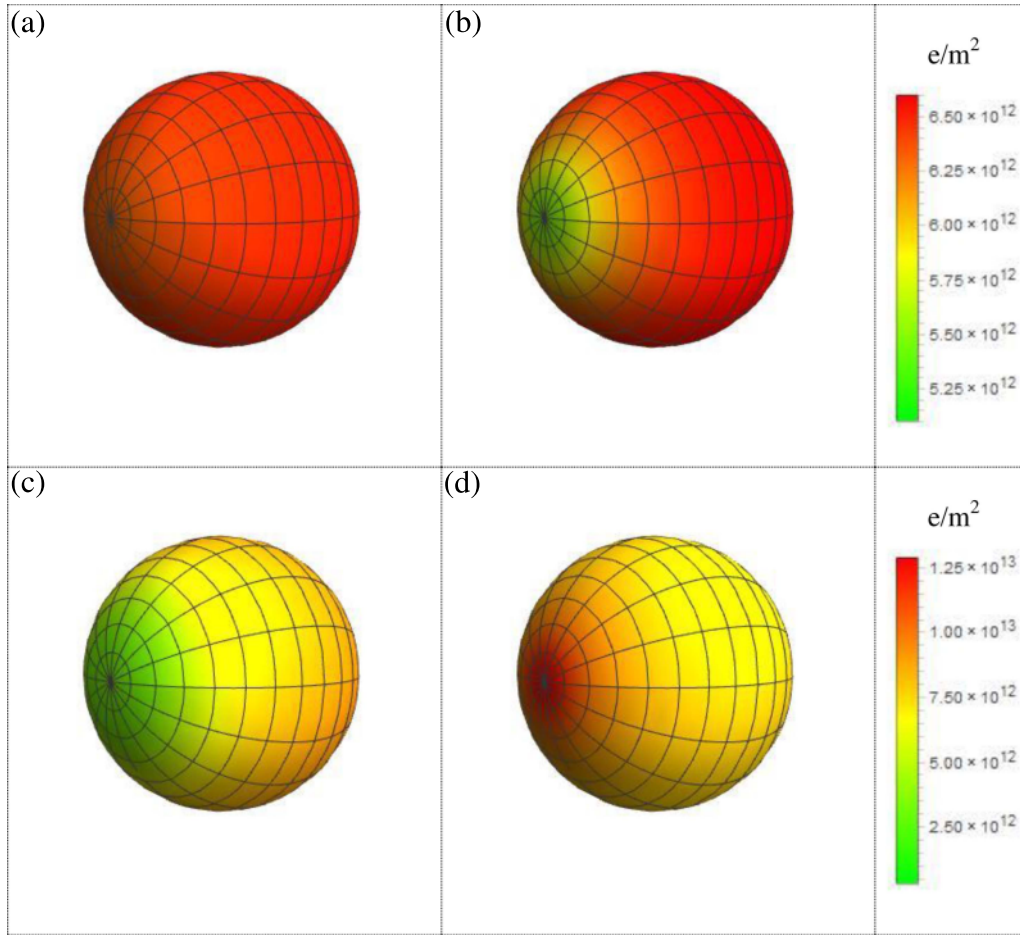 (a)
(b)
e/m²
6.50 × 10¹²
6.25 × 10¹²
6.00 × 10¹²
5.75 × 10¹²
5.50 × 10¹²
5.25 × 10¹²
(c)
(d)
e/m²
1.25 × 10¹³
1.00 × 10¹³
7.50 × 10¹²
5.00 × 10¹²
2.50 × 10¹²